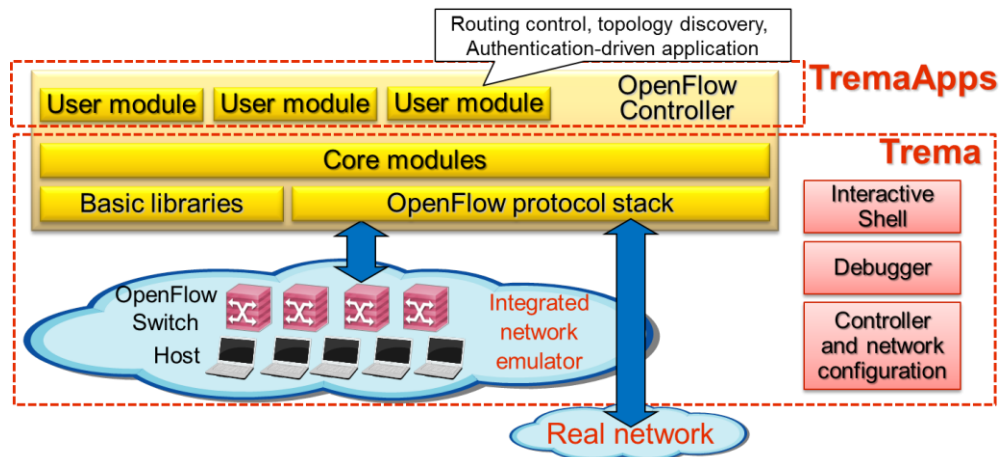 Routing control, topology discovery,
Authentication-driven application
TremaApps
User module
User module
User module
OpenFlow
Controller
Trema
Core modules
Basic libraries
OpenFlow protocol stack
Interactive
Shell
Debugger
Controller
and network
configuration
OpenFlow
Switch
Host
Integrated
network
emulator
Real network